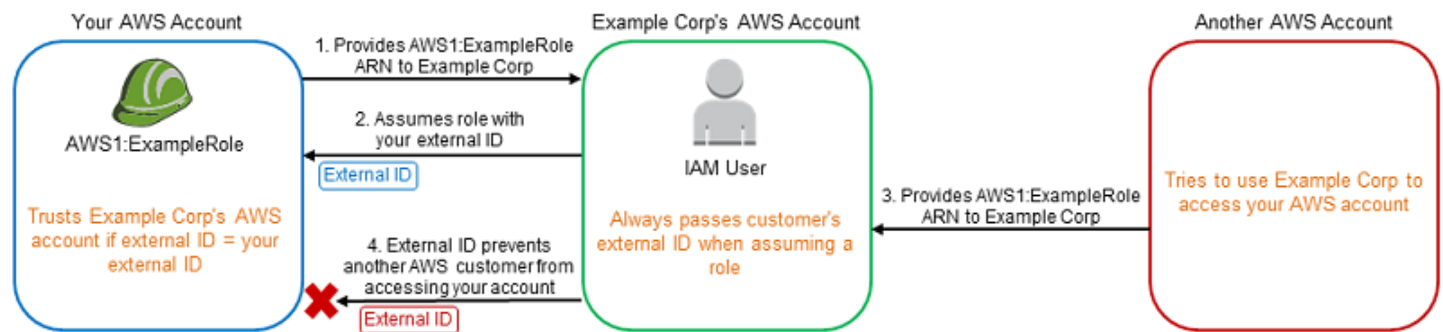 Your AWS Account
Example Corp's AWS Account
Another AWS Account
AWS1:ExampleRole
Trusts Example Corp's AWS
account if external ID = your
external ID
1. Provides AWS1:ExampleRole
ARN to Example Corp
2. Assumes role with
your external ID
External ID
4. External ID prevents
another AWS customer from
accessing your account
External ID
IAM User
Always passes customer's
external ID when assuming a
role
3. Provides AWS1:ExampleRole
ARN to Example Corp
Tries to use Example Corp to
access your AWS account